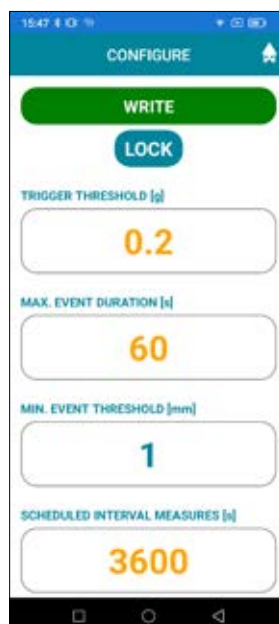 15:47
CONFIGURE
WRITE
LOCK
TRIGGER THRESHOLD [g]
0.2
MAX. EVENT DURATION [s]
60
MIN. EVENT THRESHOLD [mm]
1
SCHEDULED INTERVAL MEASURES [s]
3600